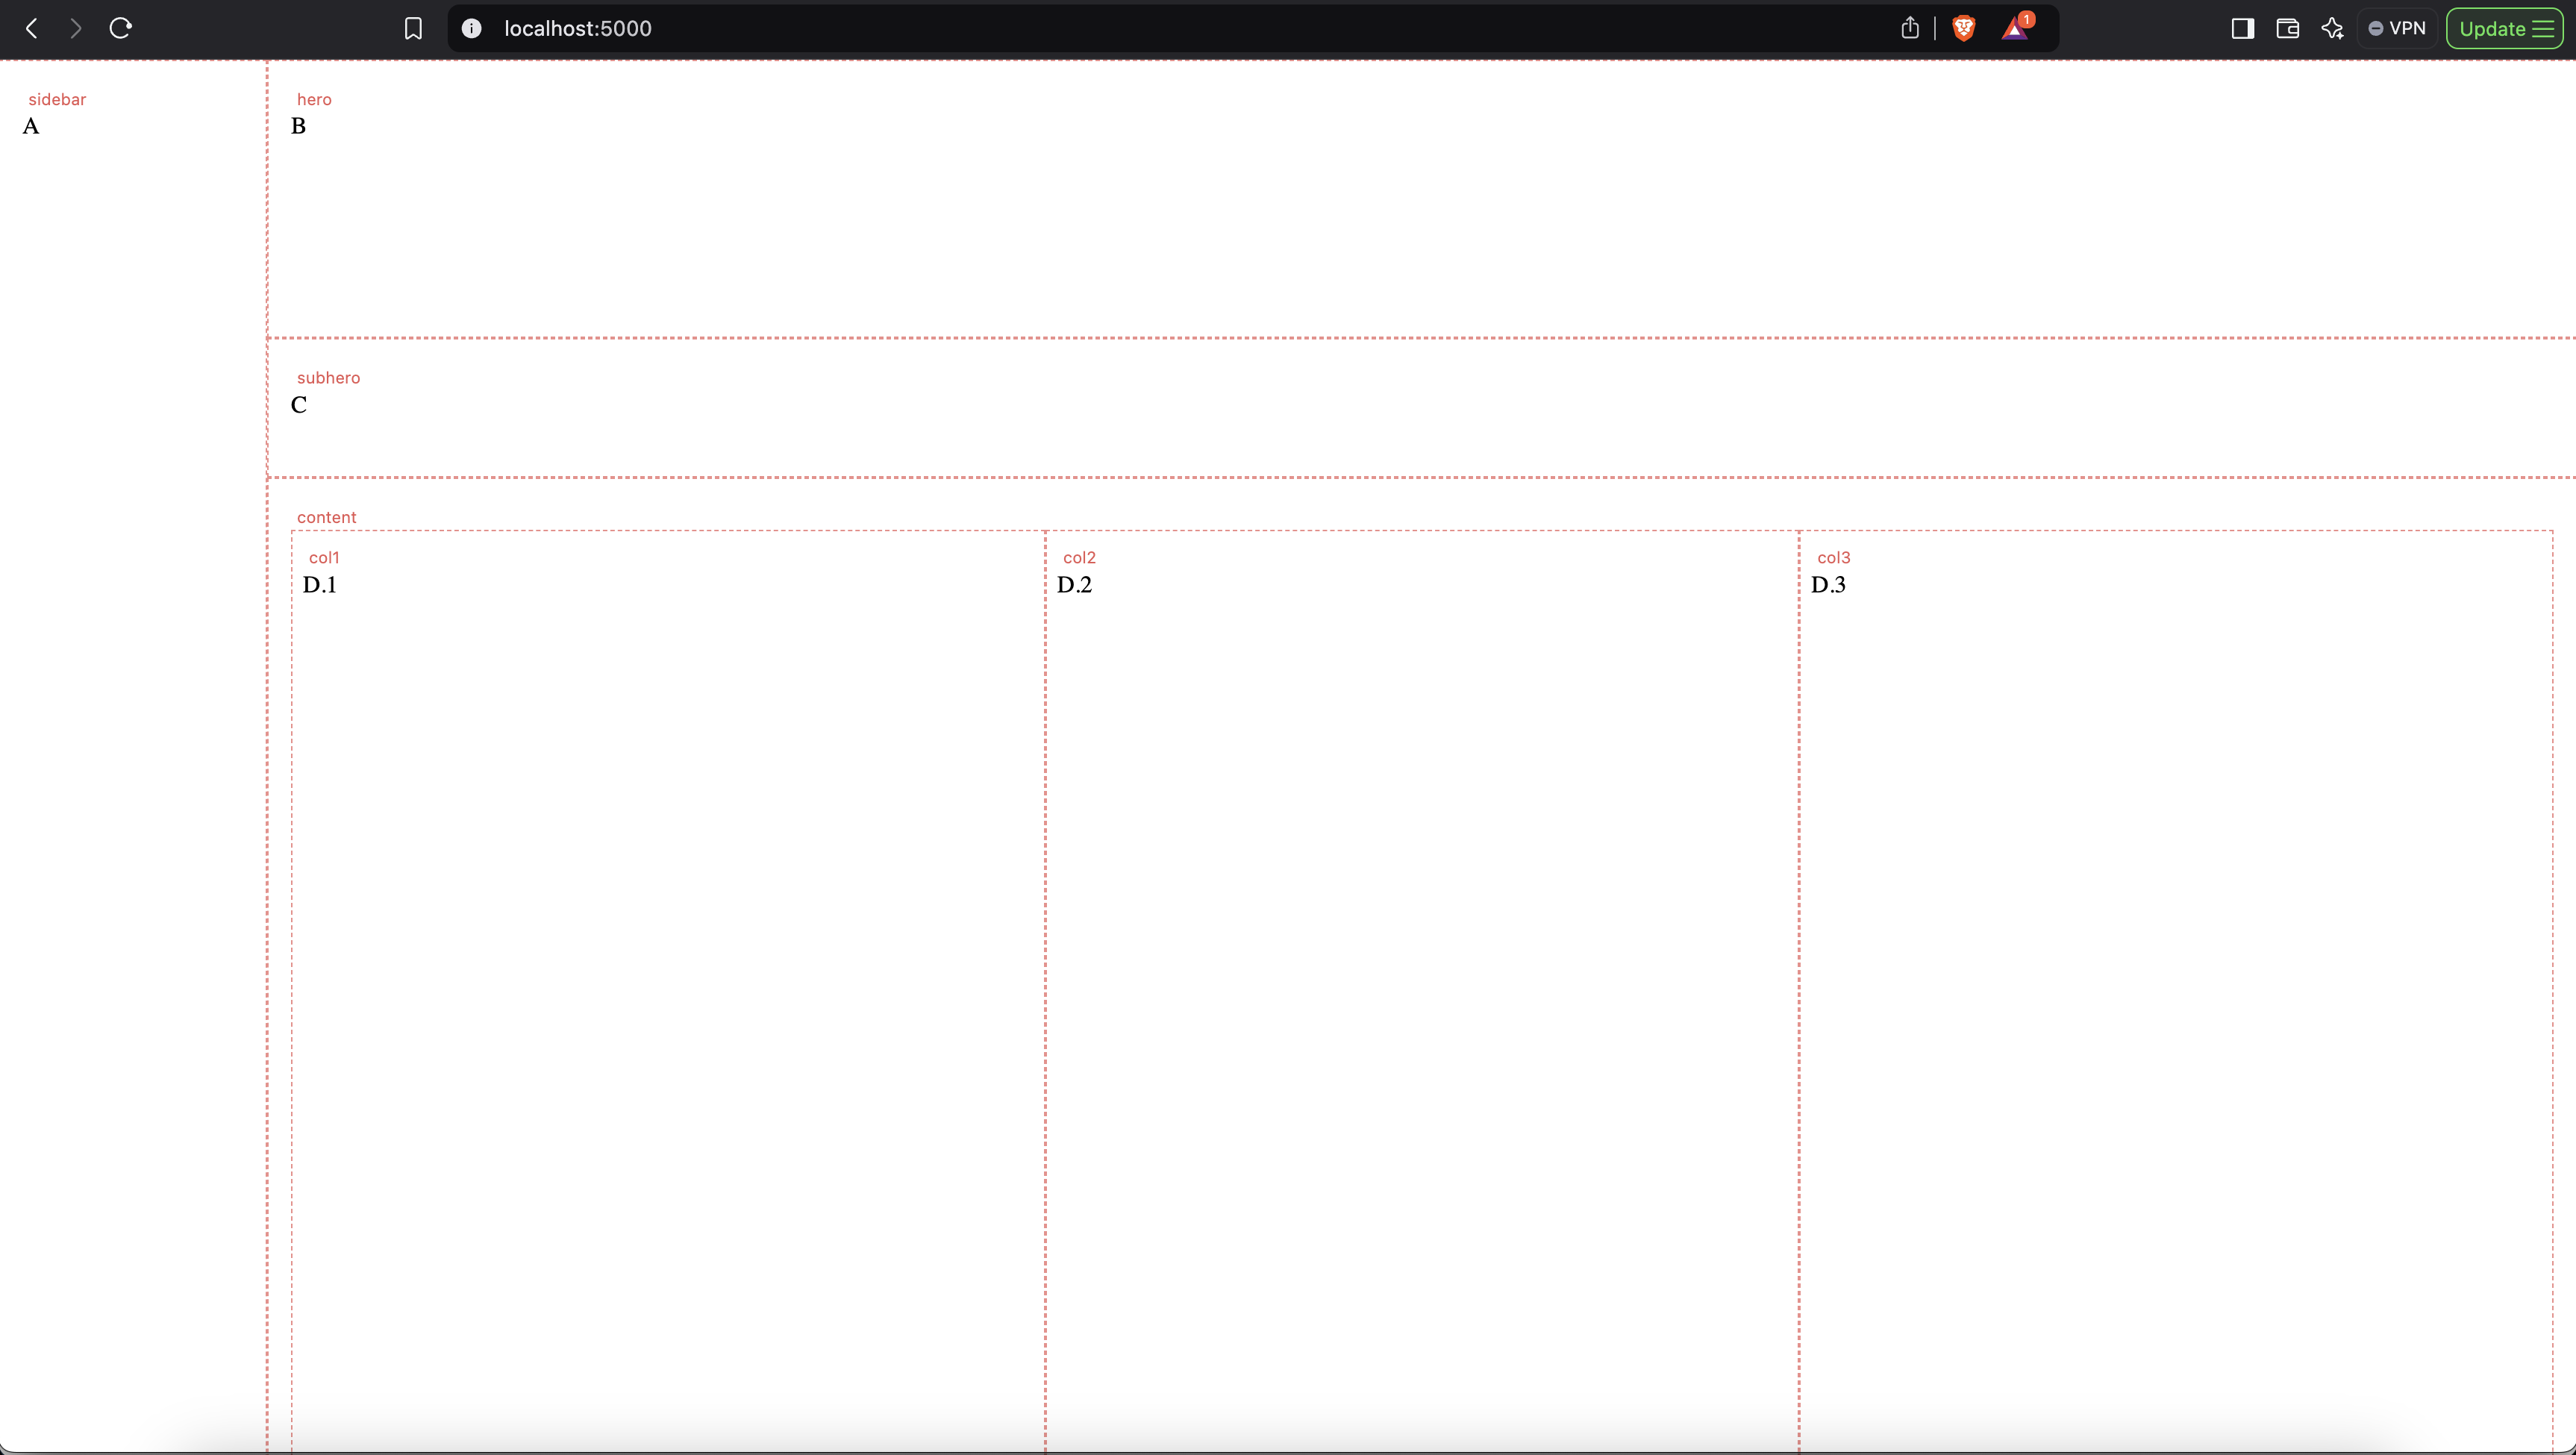 localhost:5000
1
VPN
Update
sidebar
A
hero
B
subhero
C
content
col1
D.1
col2
D.2
col3
D.3